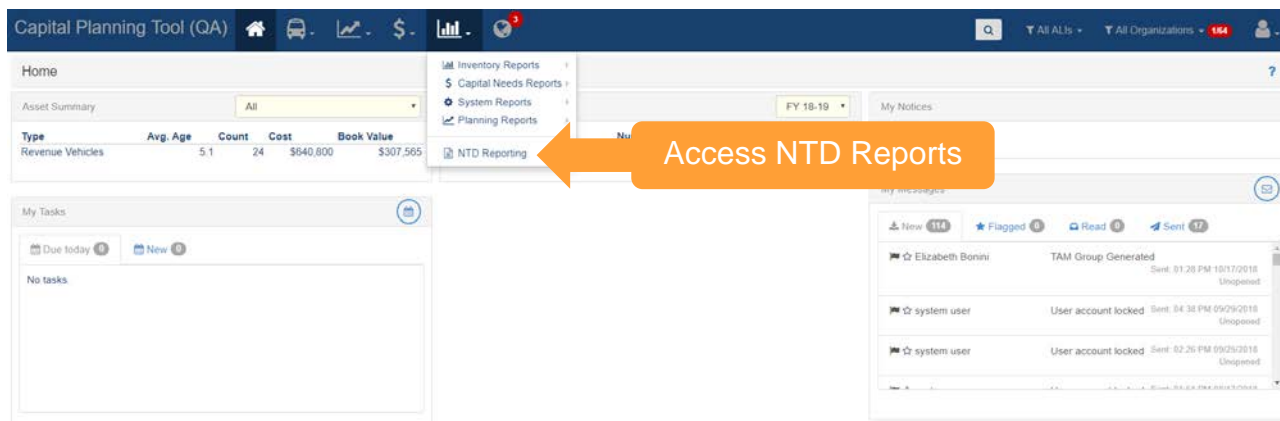 Capital Planning Tool (QA)
$
3
All ALIs
All Organizations
1/64
Home
?
Inventory Reports
$ Capital Needs Reports
System Reports
Planning Reports
NTD Reporting
Access NTD Reports
Asset Summary
All
Type Avg. Age Count Cost Book Value
Revenue Vehicles 5.1 24 $640,800 $307,565
FY 18-19
My Notices
My Tasks
Due today 0 New 0
No tasks
My Messages
New 114 Flagged 0 Read 0 Sent 17
Elizabeth Bonini TAM Group Generated
Sent: 01:28 PM 10/17/2018
Unopened
system user User account locked Sent: 04:38 PM 09/29/2018
Unopened
system user User account locked Sent: 02:26 PM 09/25/2018
Unopened